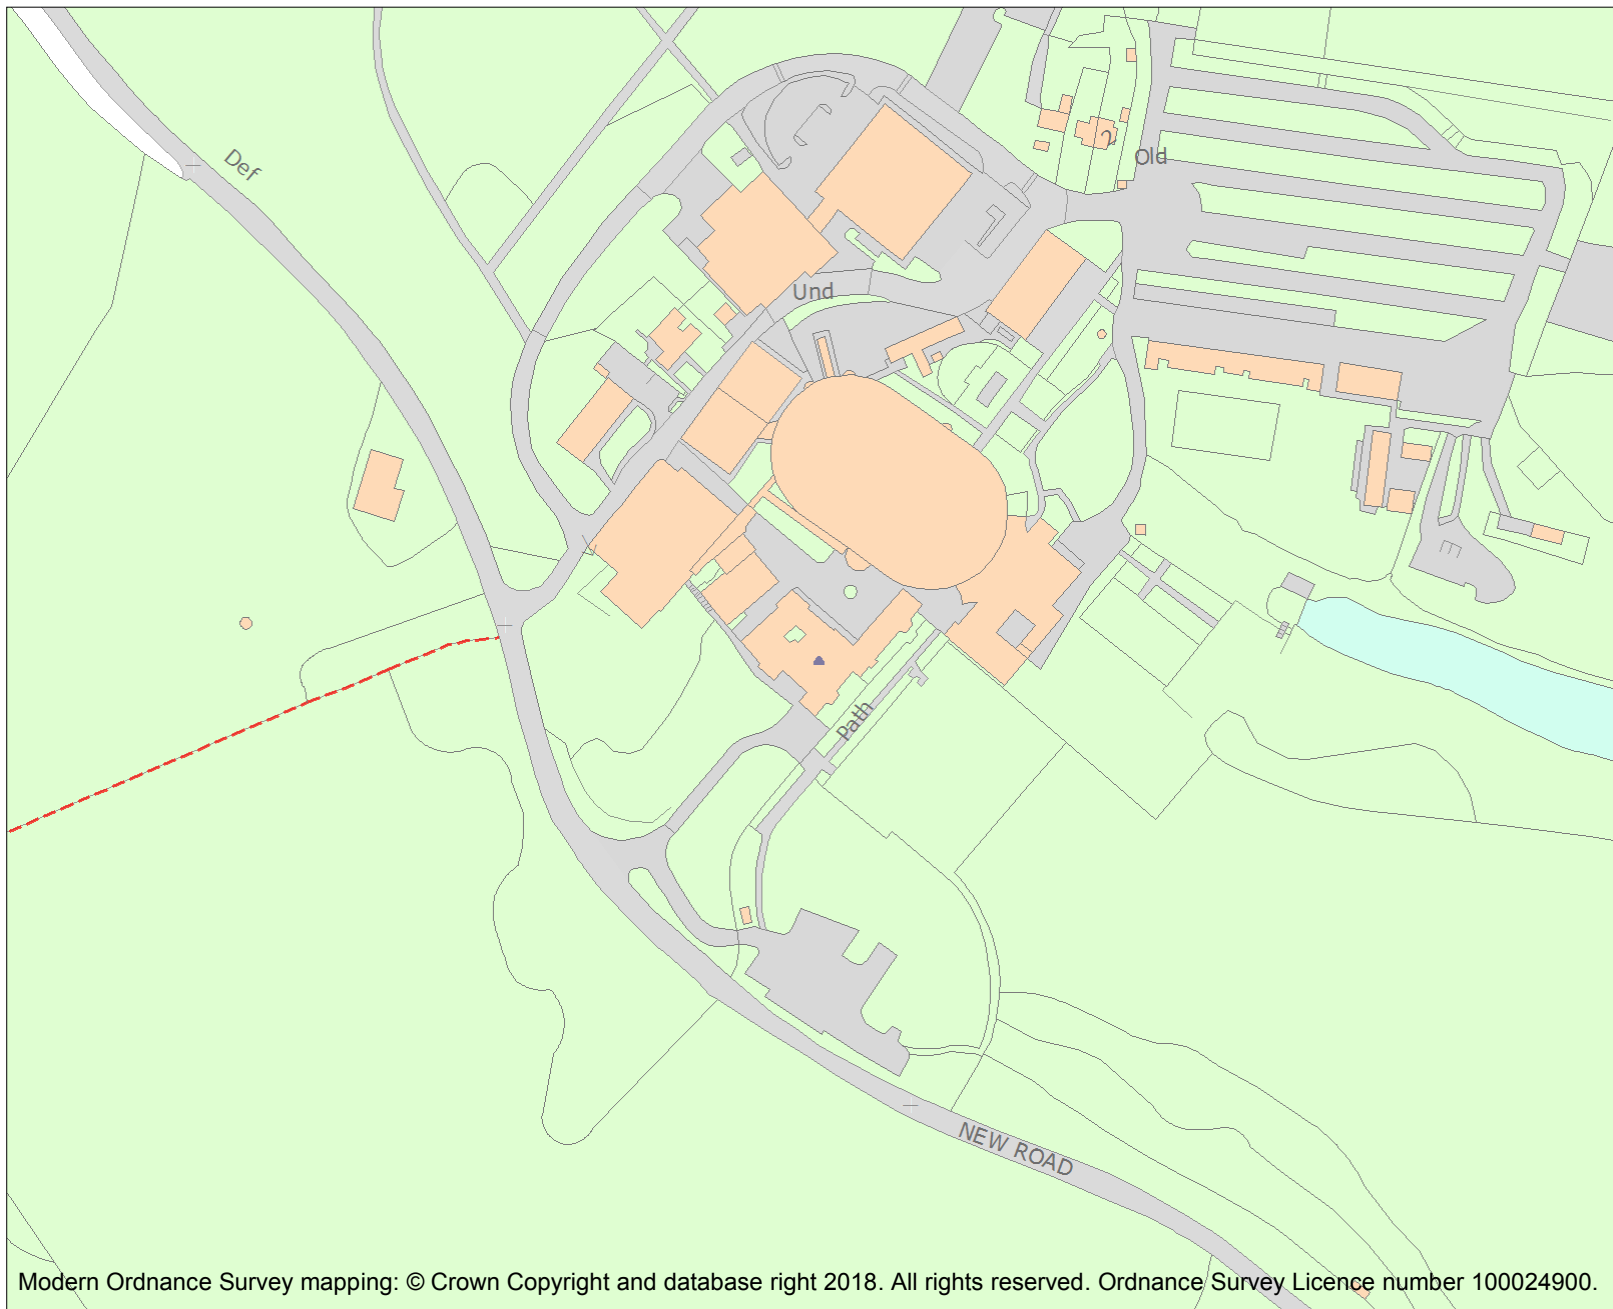 Def
Old
2
Und
Path
NEW ROAD
Modern Ordnance Survey mapping: © Crown Copyright and database right 2018. All rights reserved. Ordnance Survey Licence number 100024900.